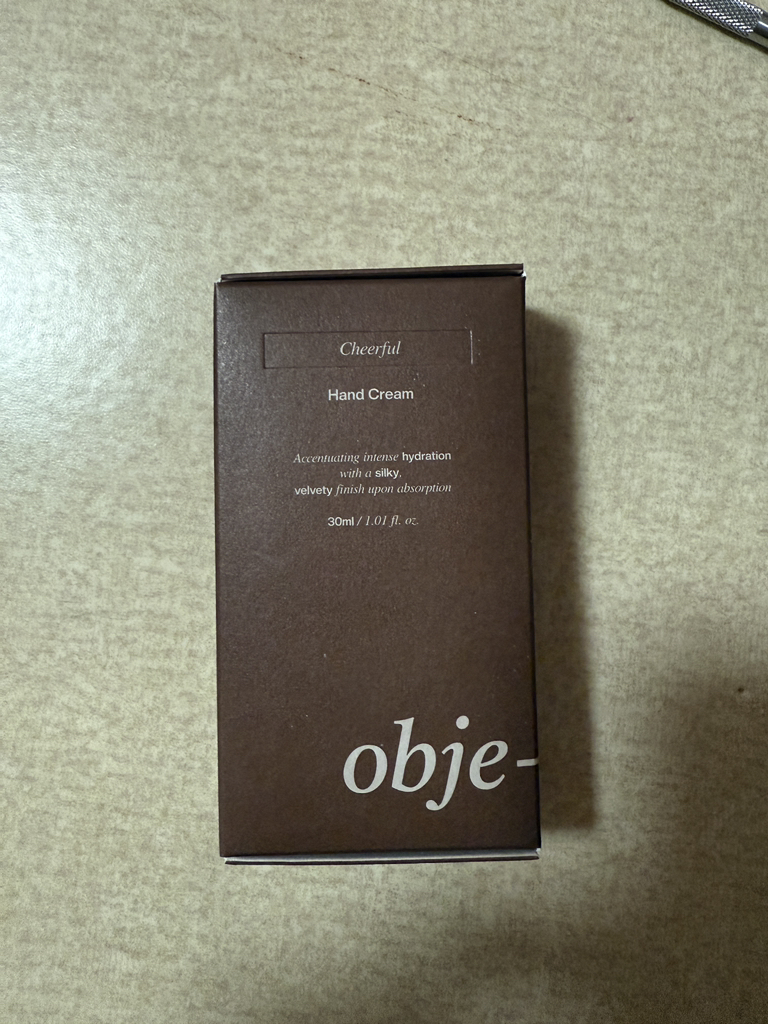 Cheerful
Hand Cream
Accentuating intense hydration
with a silky,
velvety finish upon absorption
30ml / 1.01 fl. oz.
obje-